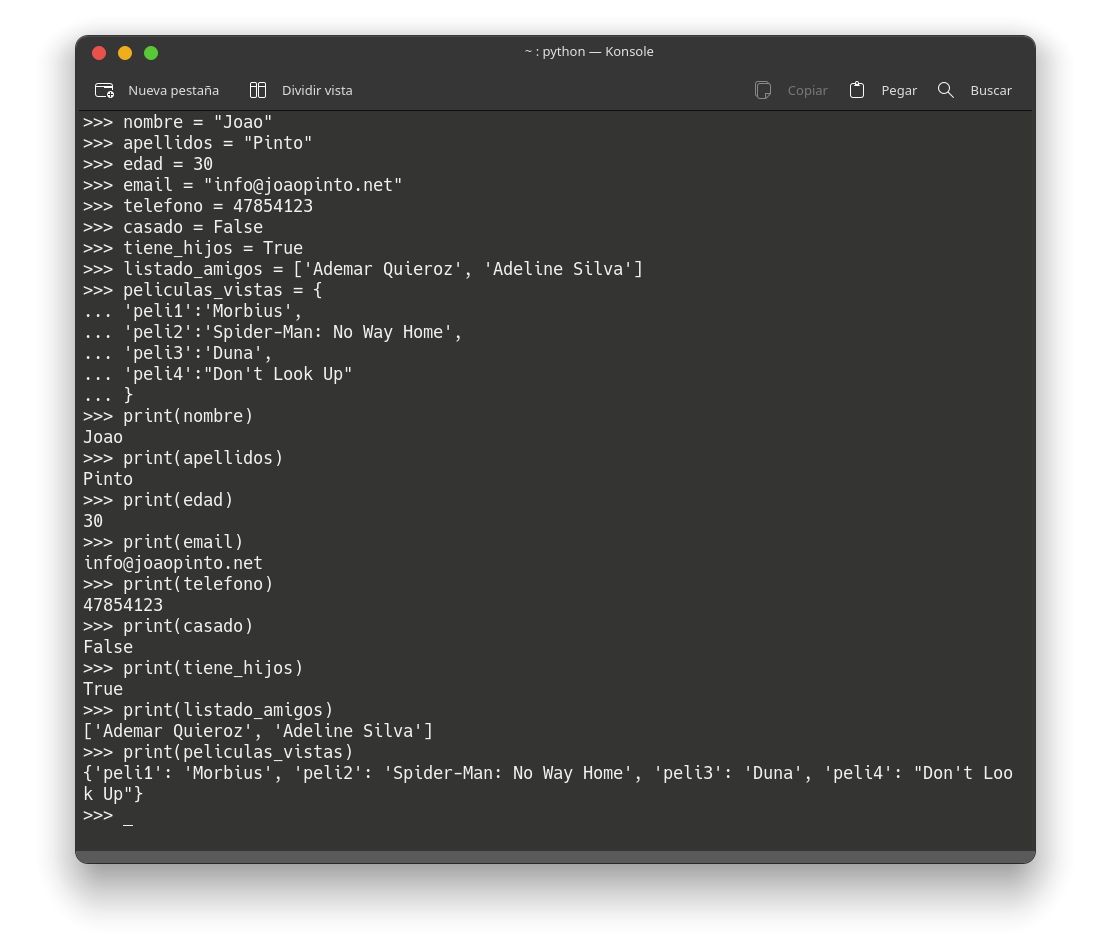 ~ : python — Konsole
Nueva pestaña Dividir vista Copiar Pegar Buscar
>>> nombre = "Joao"
>>> apellidos = "Pinto"
>>> edad = 30
>>> email = "info@joaopinto.net"
>>> telefono = 47854123
>>> casado = False
>>> tiene_hijos = True
>>> listado_amigos = ['Ademar Quieroz', 'Adeline Silva']
>>> peliculas_vistas = {
... 'peli1':'Morbius',
... 'peli2':'Spider-Man: No Way Home',
... 'peli3':'Duna',
... 'peli4':"Don't Look Up"
... }
>>> print(nombre)
Joao
>>> print(apellidos)
Pinto
>>> print(edad)
30
>>> print(email)
info@joaopinto.net
>>> print(telefono)
47854123
>>> print(casado)
False
>>> print(tiene_hijos)
True
>>> print(listado_amigos)
['Ademar Quieroz', 'Adeline Silva']
>>> print(peliculas_vistas)
{'peli1': 'Morbius', 'peli2': 'Spider-Man: No Way Home', 'peli3': 'Duna', 'peli4': "Don't Loo
k Up"}
>>> _